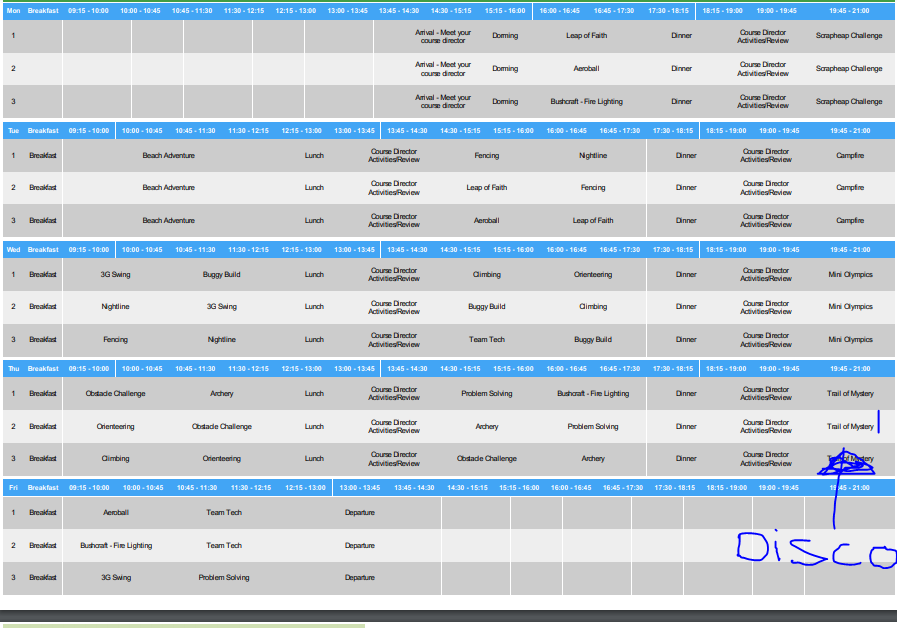 Mon Breakfast 09:15 - 10:00 10:00 - 10:45 10:45 - 11:30 11:30 - 12:15 12:15 - 13:00 13:00 - 13:45 13:45 - 14:30 14:30 - 15:15 15:15 - 16:00 16:00 - 16:45 16:45 - 17:30 17:30 - 18:15 18:15 - 19:00 19:00 - 19:45 19:45 - 21:00
1 Arrival - Meet your course director Dorming Leap of Faith Dinner Course Director Activities/Review Scrapheap Challenge
2 Arrival - Meet your course director Dorming Aeroball Dinner Course Director Activities/Review Scrapheap Challenge
3 Arrival - Meet your course director Dorming Bushcraft - Fire Lighting Dinner Course Director Activities/Review Scrapheap Challenge
Tue Breakfast 09:15 - 10:00 10:00 - 10:45 10:45 - 11:30 11:30 - 12:15 12:15 - 13:00 13:00 - 13:45 13:45 - 14:30 14:30 - 15:15 15:15 - 16:00 16:00 - 16:45 16:45 - 17:30 17:30 - 18:15 18:15 - 19:00 19:00 - 19:45 19:45 - 21:00
1 Breakfast Beach Adventure Lunch Course Director Activities/Review Fencing Nightline Dinner Course Director Activities/Review Campfire
2 Breakfast Beach Adventure Lunch Course Director Activities/Review Leap of Faith Fencing Dinner Course Director Activities/Review Campfire
3 Breakfast Beach Adventure Lunch Course Director Activities/Review Aeroball Leap of Faith Dinner Course Director Activities/Review Campfire
Wed Breakfast 09:15 - 10:00 10:00 - 10:45 10:45 - 11:30 11:30 - 12:15 12:15 - 13:00 13:00 - 13:45 13:45 - 14:30 14:30 - 15:15 15:15 - 16:00 16:00 - 16:45 16:45 - 17:30 17:30 - 18:15 18:15 - 19:00 19:00 - 19:45 19:45 - 21:00
1 Breakfast 3G Swing Buggy Build Lunch Course Director Activities/Review Climbing Orienteering Dinner Course Director Activities/Review Mini Olympics
2 Breakfast Nightline 3G Swing Lunch Course Director Activities/Review Buggy Build Climbing Dinner Course Director Activities/Review Mini Olympics
3 Breakfast Fencing Nightline Lunch Course Director Activities/Review Team Tech Buggy Build Dinner Course Director Activities/Review Mini Olympics
Thu Breakfast 09:15 - 10:00 10:00 - 10:45 10:45 - 11:30 11:30 - 12:15 12:15 - 13:00 13:00 - 13:45 13:45 - 14:30 14:30 - 15:15 15:15 - 16:00 16:00 - 16:45 16:45 - 17:30 17:30 - 18:15 18:15 - 19:00 19:00 - 19:45 19:45 - 21:00
1 Breakfast Obstacle Challenge Archery Lunch Course Director Activities/Review Problem Solving Bushcraft - Fire Lighting Dinner Course Director Activities/Review Trail of Mystery
2 Breakfast Orienteering Obstacle Challenge Lunch Course Director Activities/Review Archery Problem Solving Dinner Course Director Activities/Review Trail of Mystery
3 Breakfast Climbing Orienteering Lunch Course Director Activities/Review Obstacle Challenge Archery Dinner Course Director Activities/Review Trail of Mystery
Fri Breakfast 09:15 - 10:00 10:00 - 10:45 10:45 - 11:30 11:30 - 12:15 12:15 - 13:00 13:00 - 13:45 13:45 - 14:30 14:30 - 15:15 15:15 - 16:00 16:00 - 16:45 16:45 - 17:30 17:30 - 18:15 18:15 - 19:00 19:00 - 19:45 19:45 - 21:00
1 Breakfast Aeroball Team Tech Departure
2 Breakfast Bushcraft - Fire Lighting Team Tech Departure
Disco
3 Breakfast 3G Swing Problem Solving Departure